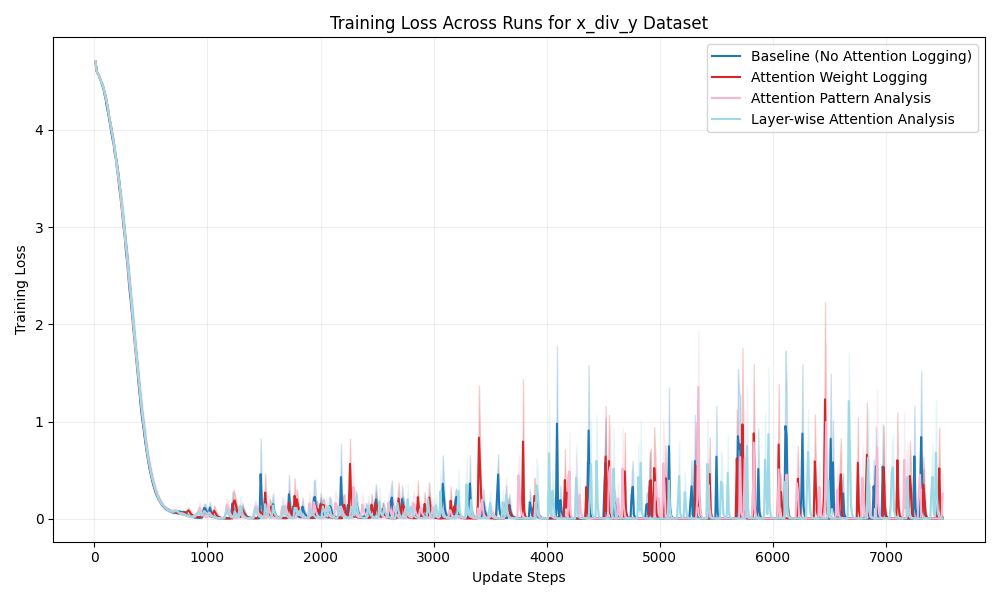 Training Loss Across Runs for x_div_y Dataset
Baseline (No Attention Logging)
Attention Weight Logging
Attention Pattern Analysis
Layer-wise Attention Analysis
Training Loss
4
3
2
1
0
0 1000 2000 3000 4000 5000 6000 7000
Update Steps